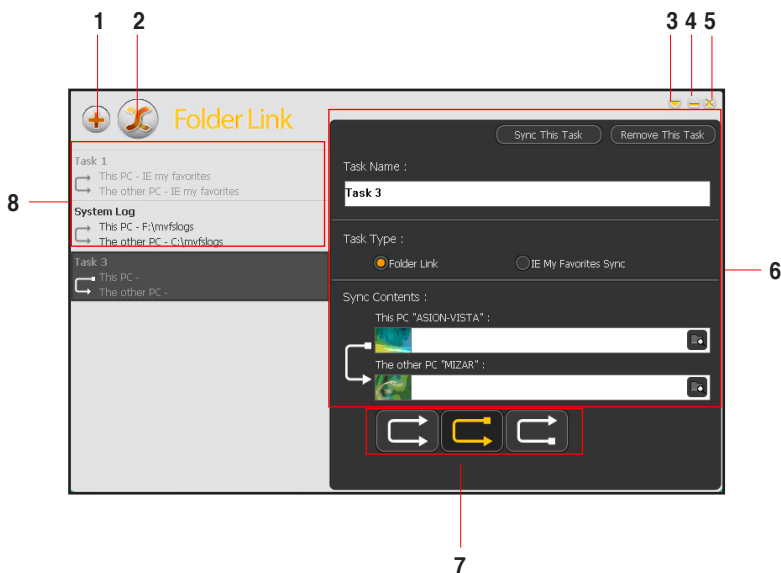 1 2 3 4 5
Folder Link
Sync This Task Remove This Task
Task 1
This PC - IE my favorites
The other PC - IE my favorites
System Log
This PC - F:\mvfslogs
The other PC - C:\mvfslogs
Task 3
This PC -
The other PC -
8
Task Name :
Task 3
Task Type :
Folder Link IE My Favorites Sync
6
Sync Contents :
This PC "ASION-VISTA" :
The other PC "MIZAR" :
7